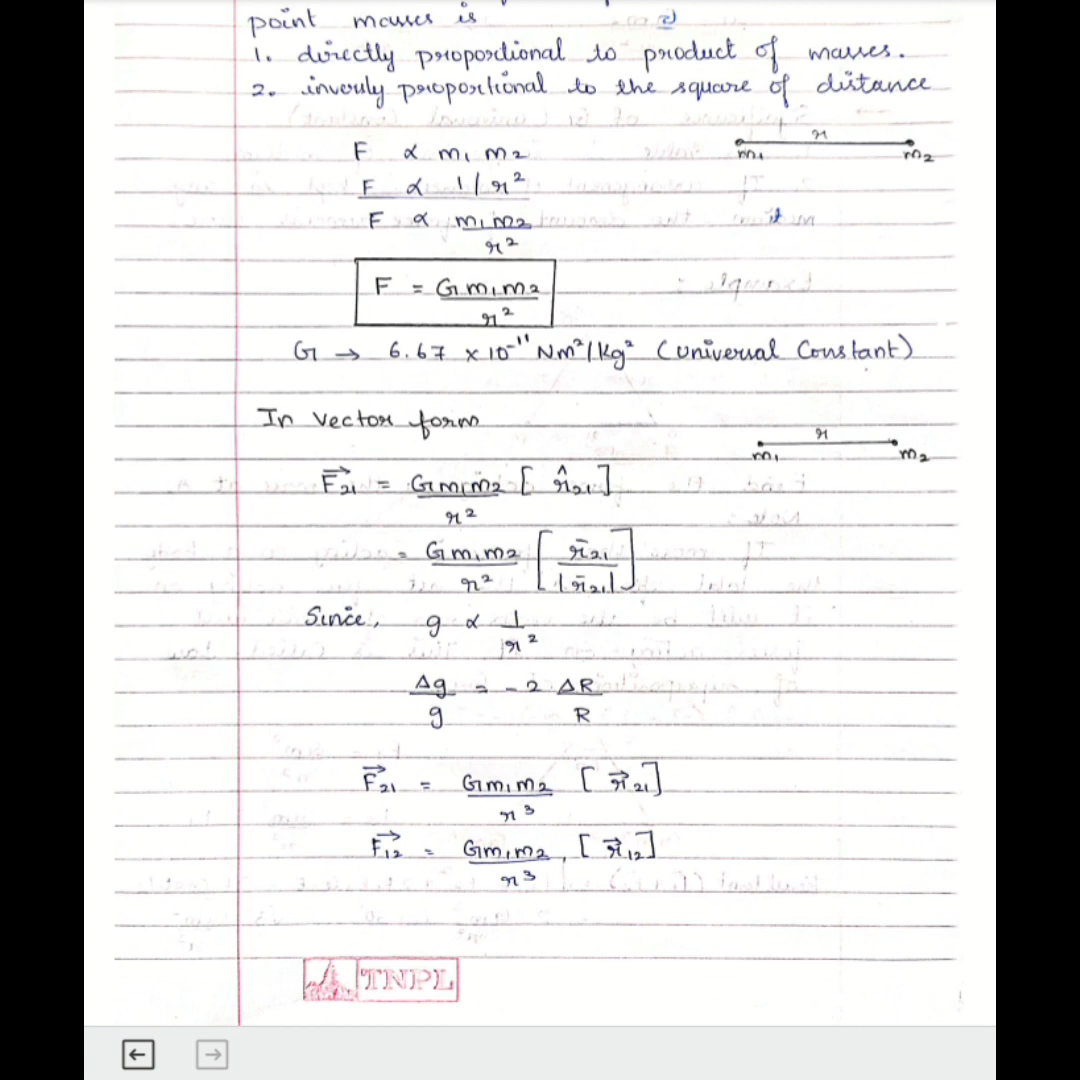 point masses is
1. directly proportional to product of masses.
2. inversly proportional to the square of distance
r
m₁ m₂
F ∝ m₁ m₂
F ∝ 1/r²
F ∝ m₁m₂/r²
F = Gm₁m₂/r²
G → 6.67 × 10⁻¹¹ Nm²/kg² (Universal Constant)
In vector form
r
m₁ m₂
F⃗₂₁ = Gm₁m₂/r² [r̂₂₁]
= Gm₁m₂/r² [r̄₂₁/|r̄₂₁|]
Since, g ∝ 1/r²
Δg/g = -2 ΔR/R
F⃗₂₁ = Gm₁m₂/r³ [r⃗₂₁]
F⃗₁₂ = Gm₁m₂/r³ . [r⃗₁₂]
TNPL